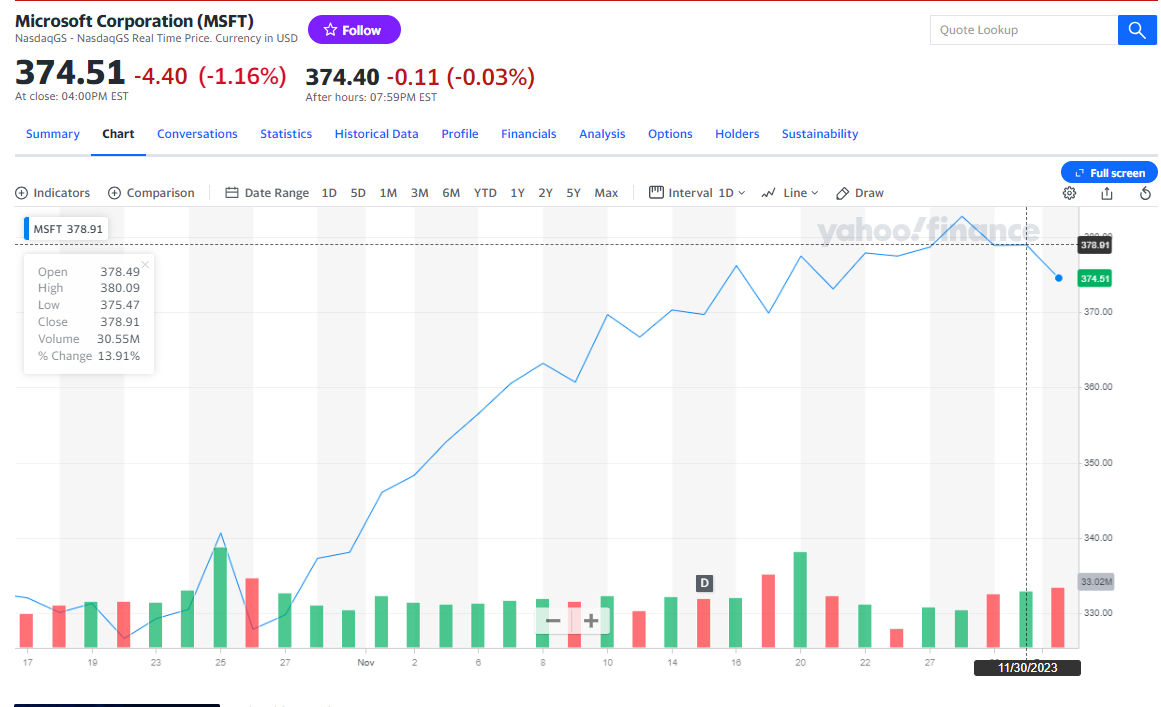 Microsoft Corporation (MSFT)
NasdaqGS - NasdaqGS Real Time Price. Currency in USD
Follow
Quote Lookup
374.51 -4.40 (-1.16%)
At close: 04:00PM EST
374.40 -0.11 (-0.03%)
After hours: 07:59PM EST
Summary Chart Conversations Statistics Historical Data Profile Financials Analysis Options Holders Sustainability
Full screen
Indicators Comparison Date Range 1D 5D 1M 3M 6M YTD 1Y 2Y 5Y Max Interval 1D Line Draw
MSFT 378.91
yahoo!finance
378.91
Open 378.49
High 380.09
Low 375.47
Close 378.91
Volume 30.55M
% Change 13.91%
374.51
370.00
360.00
350.00
340.00
D
33.02M
330.00
17 19 23 25 27 Nov 2 6 8 10 14 16 20 22 27
11/30/2023